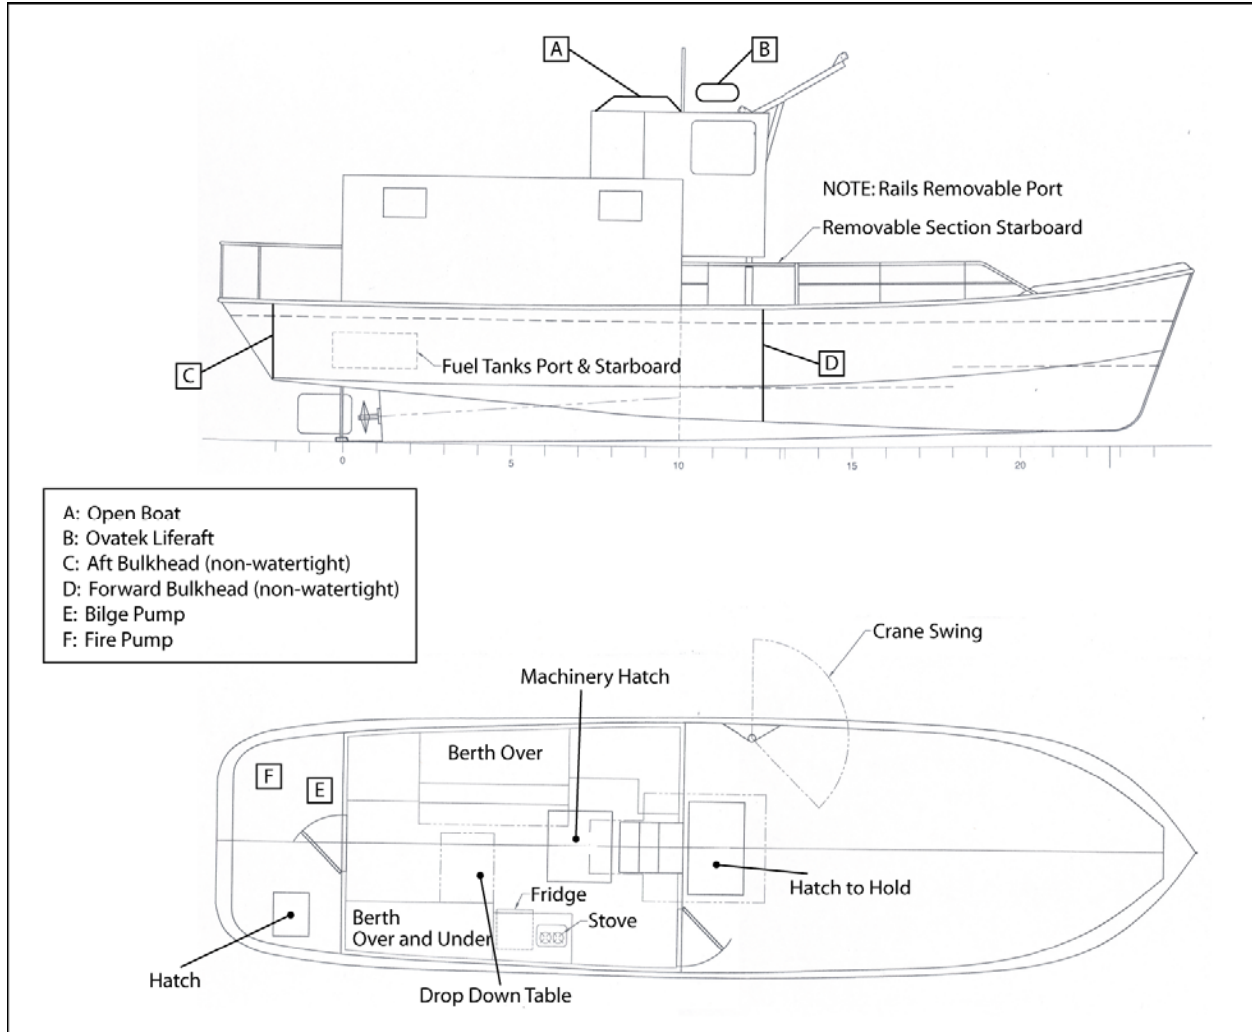 A
B
NOTE: Rails Removable Port
Removable Section Starboard
C
Fuel Tanks Port & Starboard
D
0
5
10
15
20
A: Open Boat
B: Ovatek Liferaft
C: Aft Bulkhead (non-watertight)
D: Forward Bulkhead (non-watertight)
E: Bilge Pump
F: Fire Pump
Crane Swing
Machinery Hatch
Berth Over
F
E
Hatch to Hold
Fridge
Berth
Over and Under
Stove
Hatch
Drop Down Table